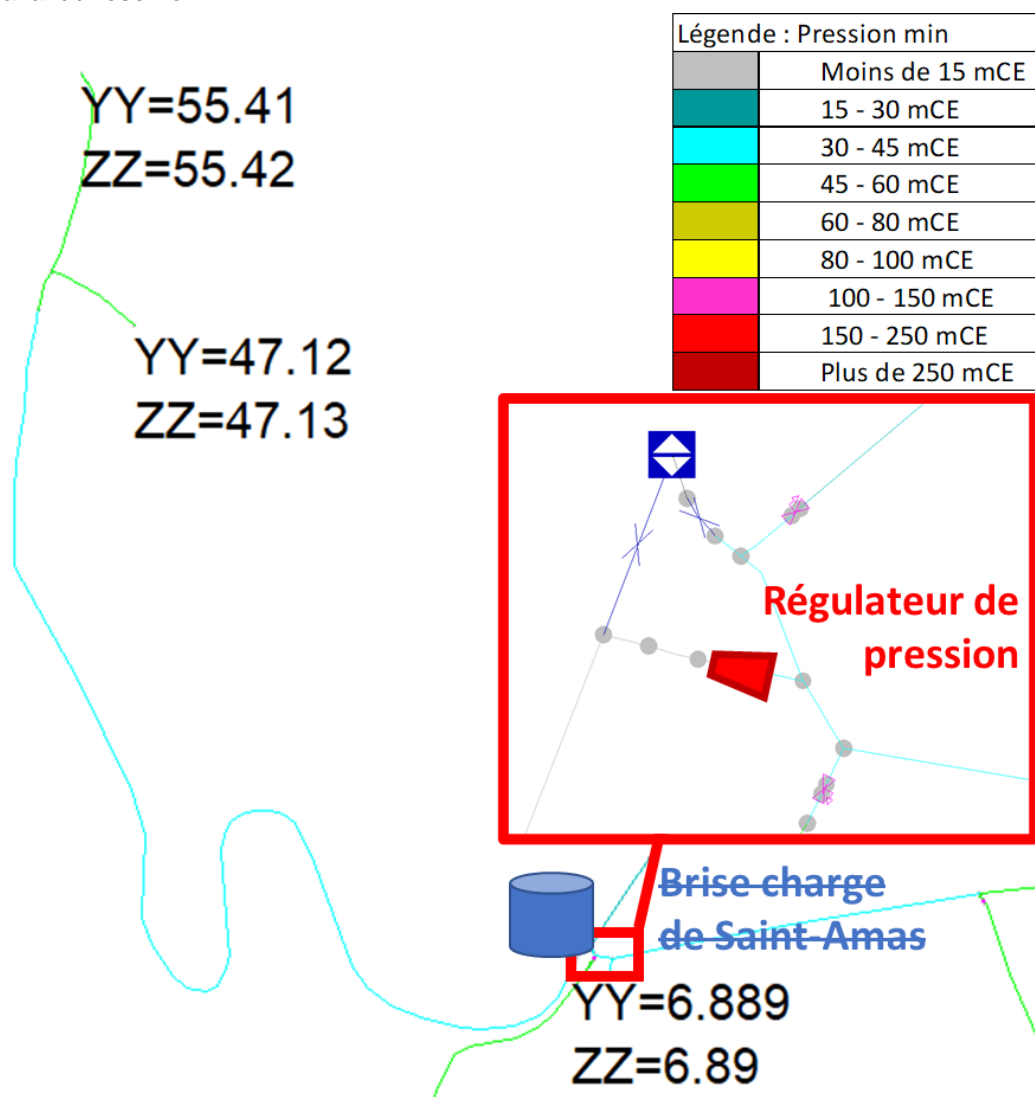 Légende : Pression min
Moins de 15 mCE
15 - 30 mCE
30 - 45 mCE
45 - 60 mCE
60 - 80 mCE
80 - 100 mCE
100 - 150 mCE
150 - 250 mCE
Plus de 250 mCE
YY=55.41
ZZ=55.42
YY=47.12
ZZ=47.13
Régulateur de
pression
Brise charge
de Saint-Amas
YY=6.889
ZZ=6.89